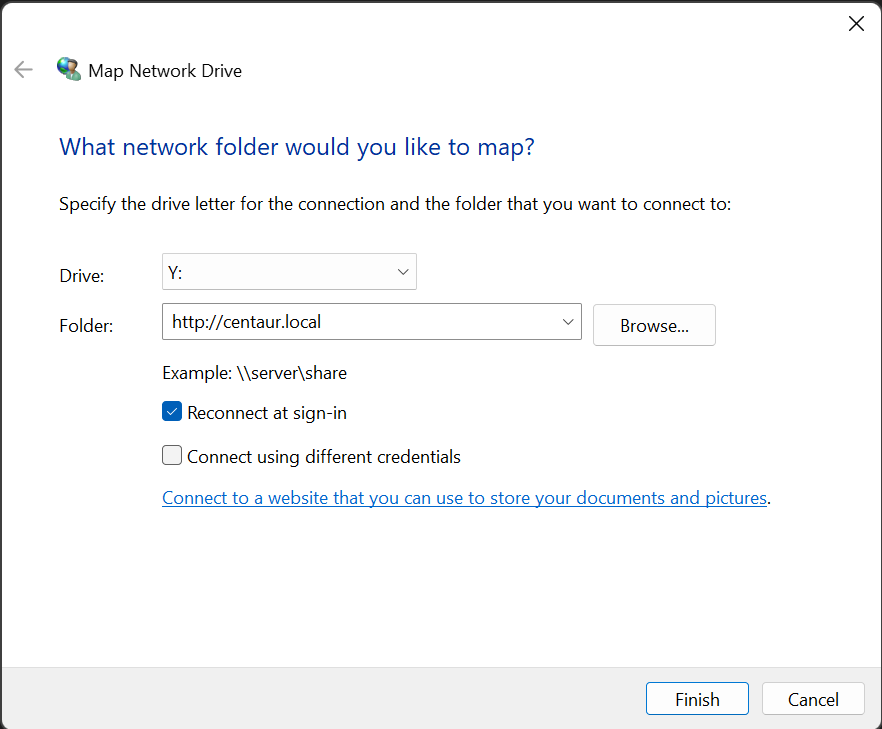 Map Network Drive
What network folder would you like to map?
Specify the drive letter for the connection and the folder that you want to connect to:
Drive: Y:
Folder: http://centaur.local Browse...
Example: \\server\share
Reconnect at sign-in
Connect using different credentials
Connect to a website that you can use to store your documents and pictures.
Finish Cancel